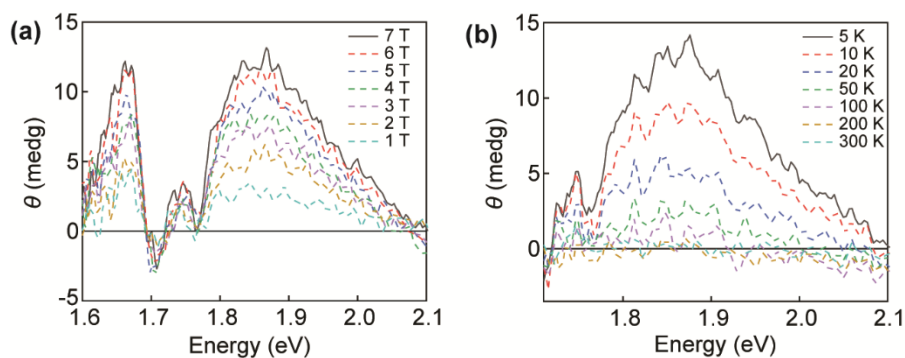 (a)
θ (medg)
15
10
5
0
-5
7 T
6 T
5 T
4 T
3 T
2 T
1 T
1.6 1.7 1.8 1.9 2.0 2.1
Energy (eV)
(b)
θ (medg)
15
10
5
0
5 K
10 K
20 K
50 K
100 K
200 K
300 K
1.8 1.9 2.0 2.1
Energy (eV)